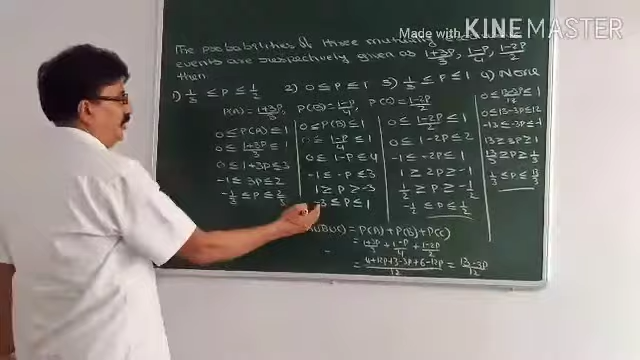 Made with KINEMASTER
The probabilities of three mutually
events are respectively given as 1+3P/3, 1-P/4, 1-2P/2
then
1) 1/3 ≤ P ≤ 1/2 2) 0 ≤ P ≤ 1 3) 1/3 ≤ P ≤ 1 4) None
P(A) = 1+3P/3, P(B) = 1-P/4, P(C) = 1-2P/2
0 ≤ P(A) ≤ 1
0 ≤ 1+3P/3 ≤ 1
0 ≤ 1+3P ≤ 3
-1 ≤ 3P ≤ 2
-1/3 ≤ P ≤ 2/3
0 ≤ P(B) ≤ 1
0 ≤ 1-P/4 ≤ 1
0 ≤ 1-P ≤ 4
-1 ≤ -P ≤ 3
1 ≥ P ≥ -3
-3 ≤ P ≤ 1
0 ≤ 1-2P/2 ≤ 1
0 ≤ 1-2P ≤ 2
-1 ≤ -2P ≤ 1
1 ≥ 2P ≥ -1
1/2 ≥ P ≥ -1/2
-1/2 ≤ P ≤ 1/2
0 ≤ 13-3P/12 ≤ 1
0 ≤ 13-3P ≤ 12
-13 ≤ -3P ≤ -1
13 ≥ 3P ≥ 1
13/3 ≥ P ≥ 1/3
1/3 ≤ P ≤ 13/3
UBUC) = P(A) + P(B) + P(C)
= 1+3P/3 + 1-P/4 + 1-2P/2
= 4+12P+3-3P+6-12P/12 = 13-3P/12